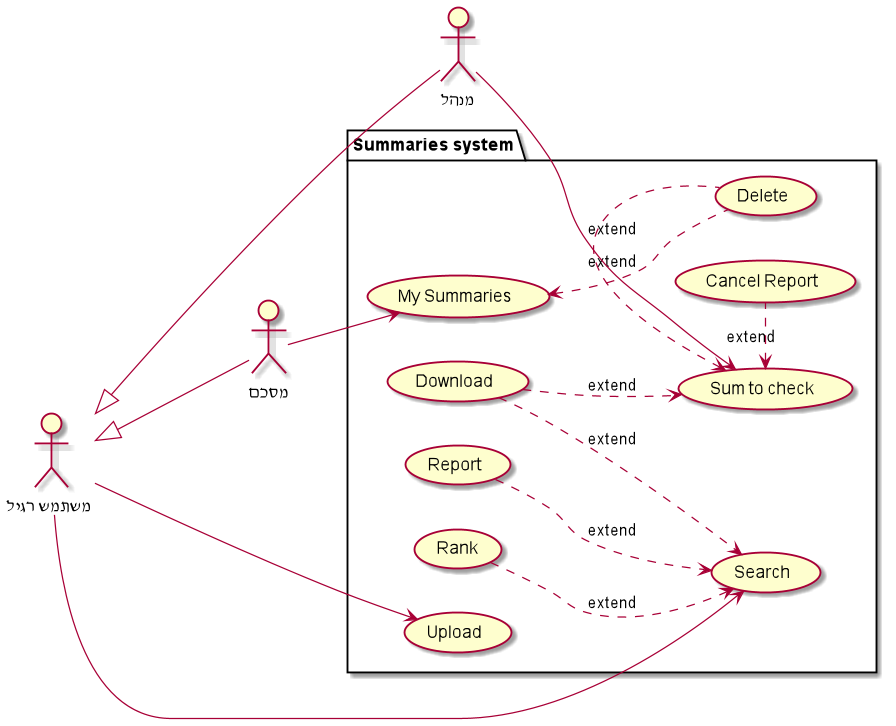 מנהל
Summaries system
Delete
extend
extend
Cancel Report
My Summaries
extend
מסכם
Download
extend
Sum to check
extend
Report
משתמש רגיל
extend
Rank
Search
extend
Upload